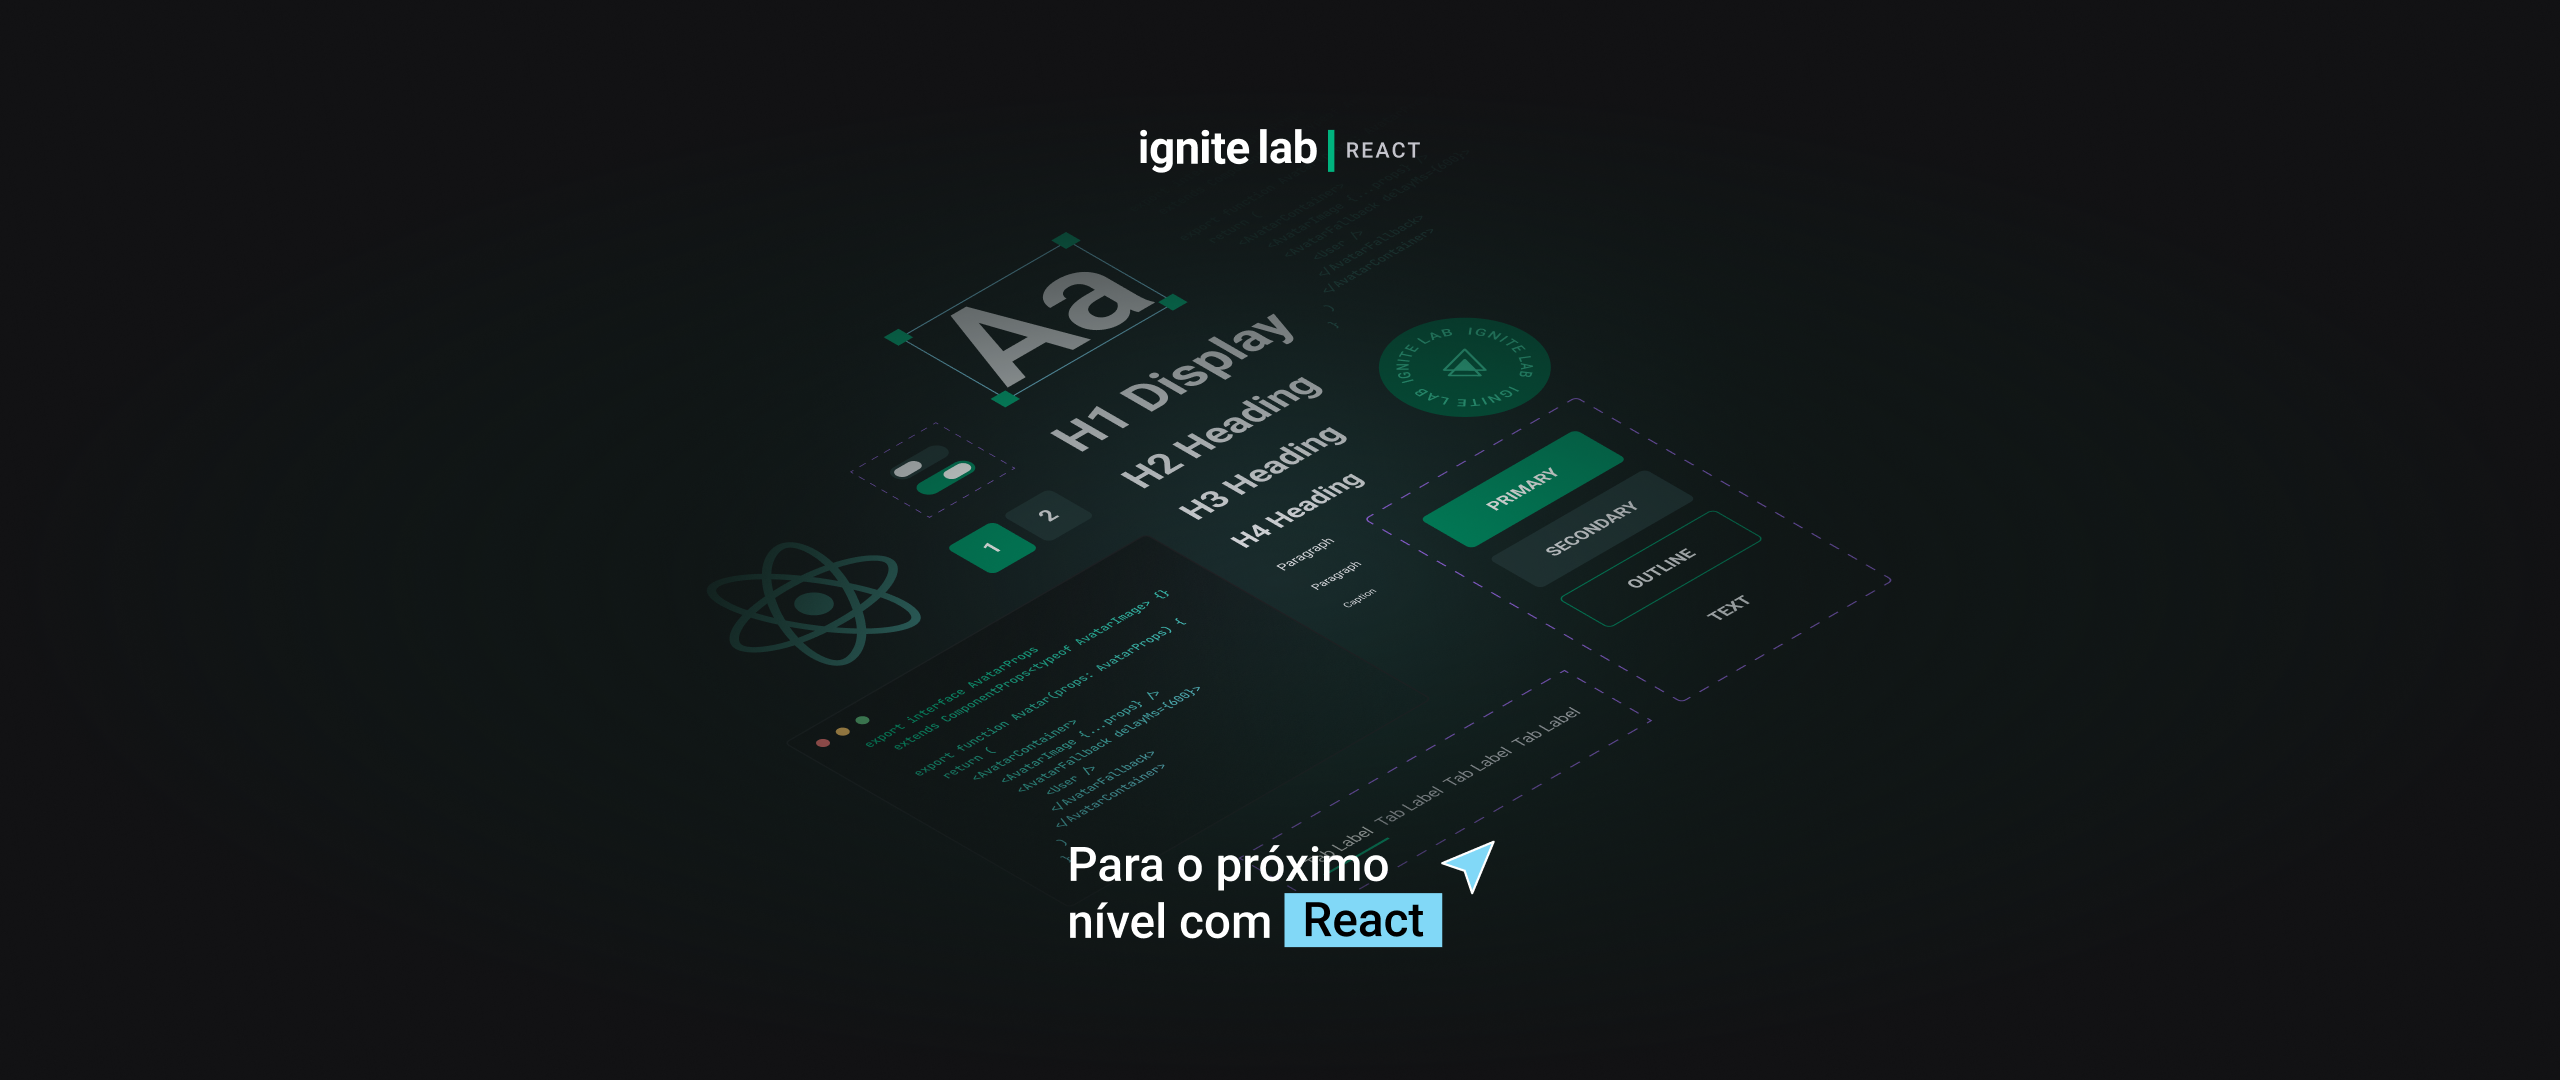 ignite lab | REACT
Aa
H1 Display
H2 Heading
H3 Heading
H4 Heading
Paragraph
Paragraph
Caption
IGNITE LAB IGNITE LAB IGNITE LAB
1
2
PRIMARY
SECONDARY
OUTLINE
TEXT
export interface AvatarProps
extends ComponentProps<typeof AvatarImage> {}
export function Avatar(props: AvatarProps) {
return (
<AvatarContainer>
<AvatarImage {...props} />
<AvatarFallback delayMs={600}>
<User />
</AvatarFallback>
</AvatarContainer>
)
Tab Label Tab Label Tab Label Tab Label
Para o próximo
nível com React